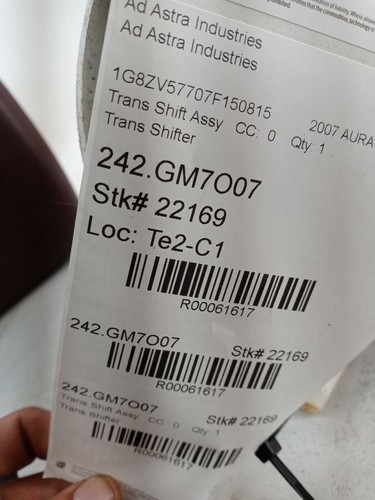 Ad Astra Industries
Ad Astra Industries
1G8ZV57707F150815 2007 AURA
Trans Shift Assy CC: 0 Qty: 1
Trans Shifter
242.GM7O07
Stk# 22169
Loc: Te2-C1
R00061617
242.GM7O07 Stk# 22169
R00061617
242.GM7O07 Stk# 22169
Trans Shift Assy CC: 0 Qty: 1
Trans Shifter
R00061617